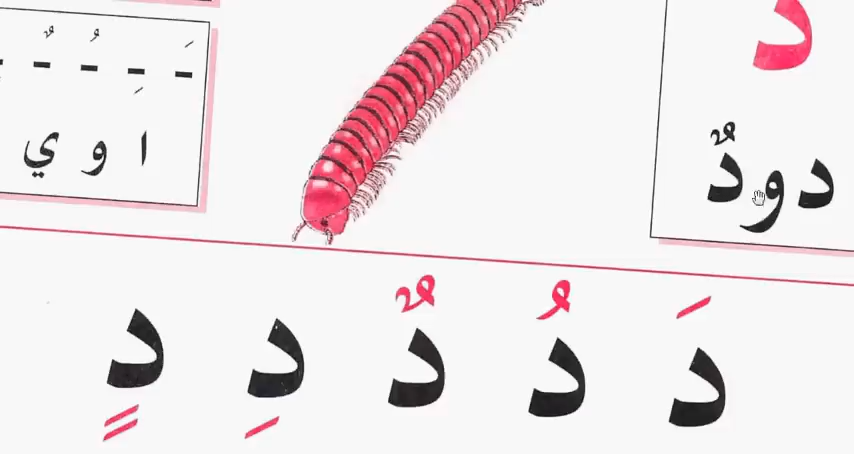 د
دودٌ
ـَ ـِ ـُ ـٌ
ا و ي
دَ دُ دٌ دِ دٍ